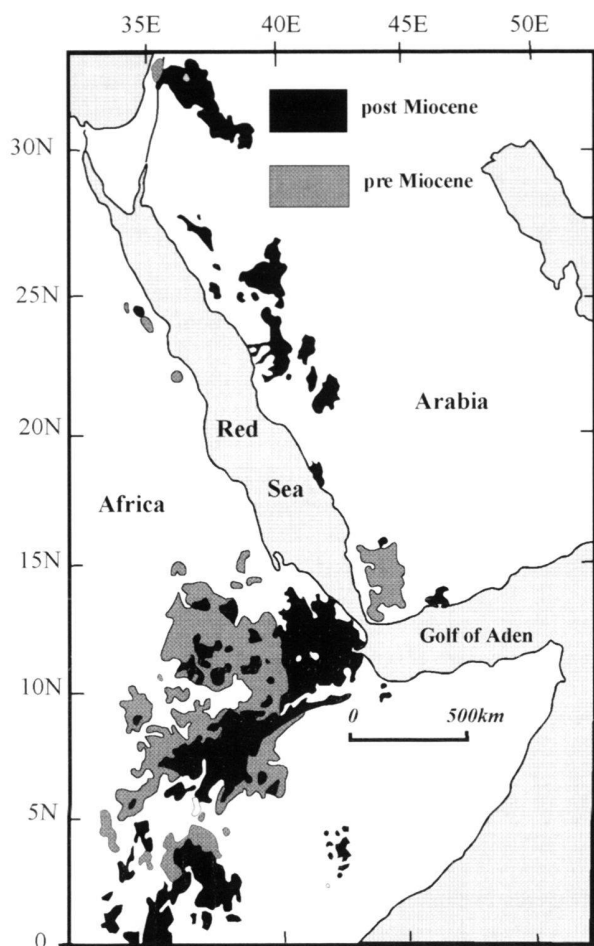 35E 40E 45E 50E
post Miocene
30N
pre Miocene
25N
Arabia
20N
Red
Sea
Africa
15N
Golf of Aden
10N
0 500km
5N
0